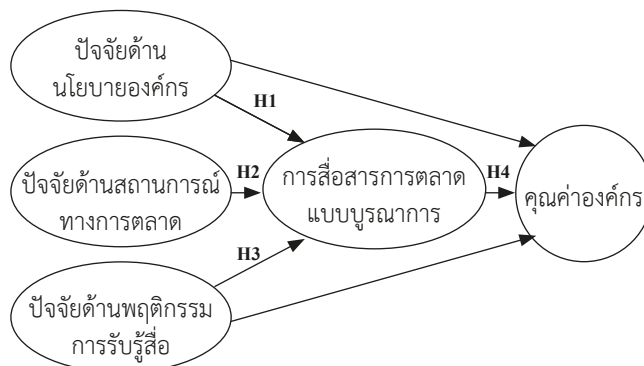 ปัจจัยด้าน
นโยบายองค์กร
H1
ปัจจัยด้านสถานการณ์
ทางการตลาด
H2
การสื่อสารการตลาด
แบบบูรณาการ
H4
คุณค่าองค์กร
H3
ปัจจัยด้านพฤติกรรม
การรับรู้สื่อ